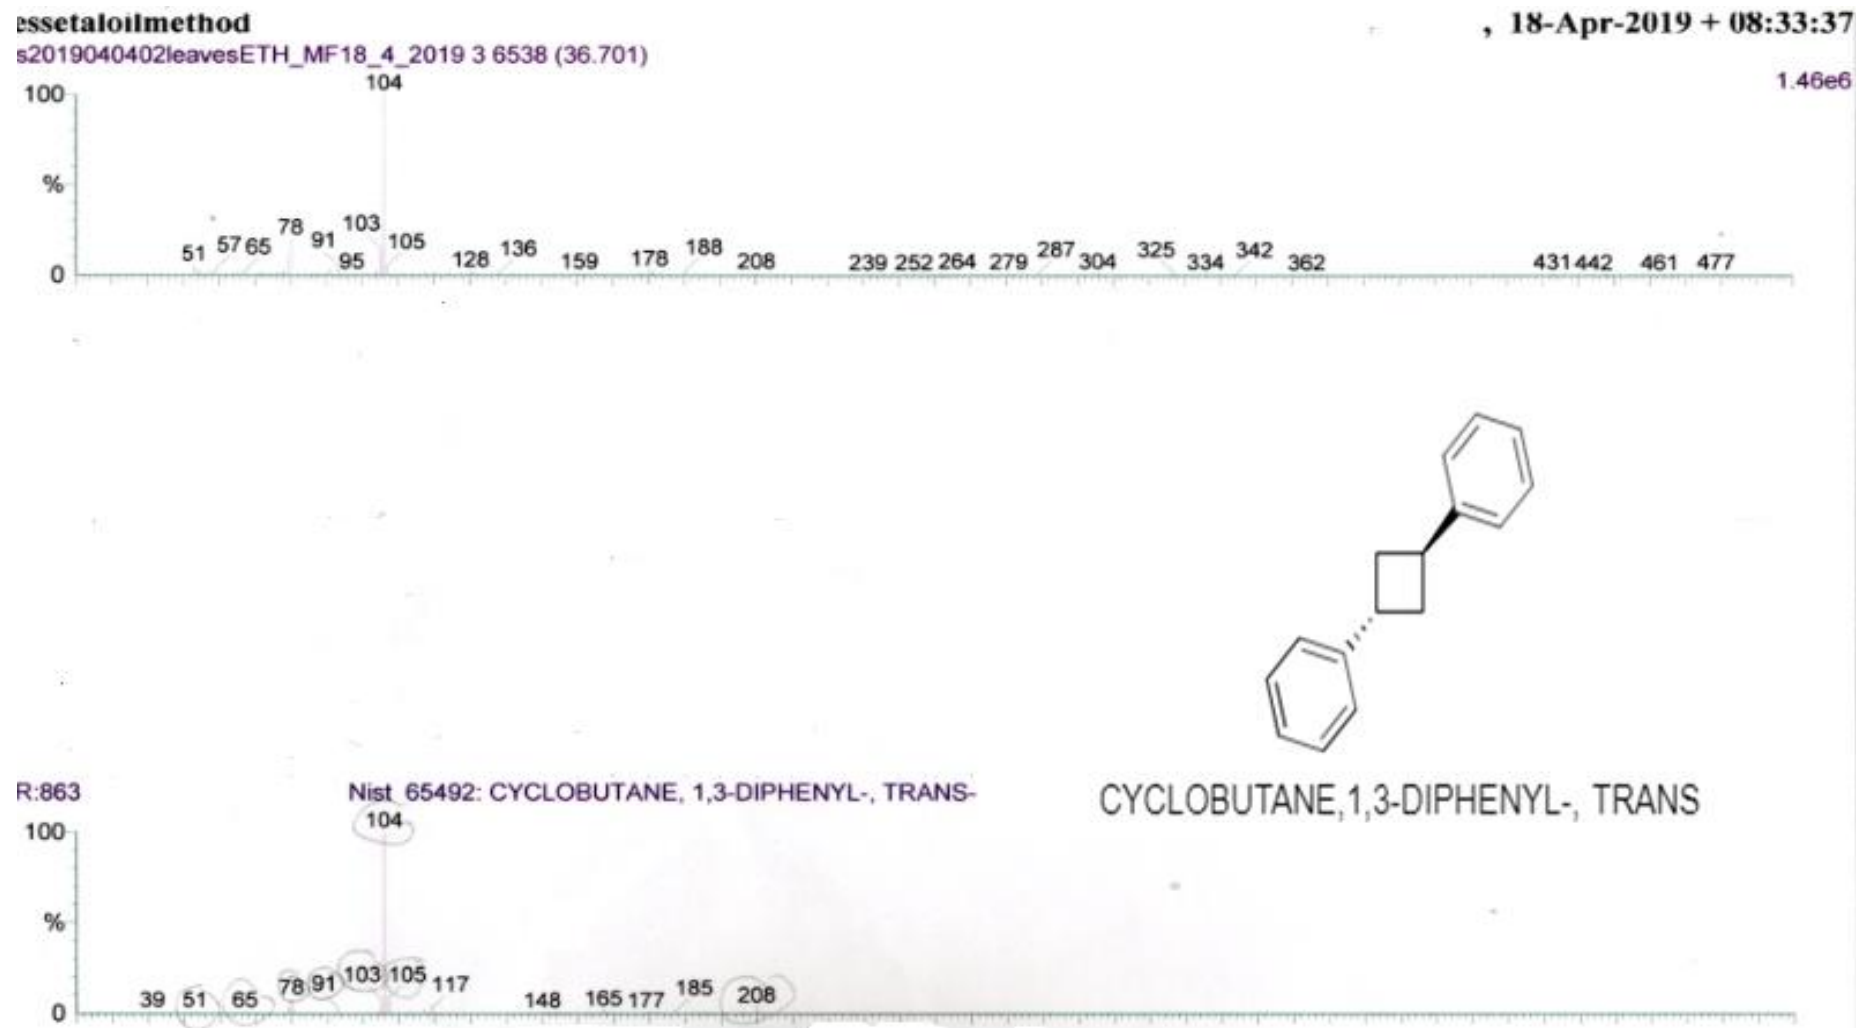 essetaloilmethod , 18-Apr-2019 + 08:33:37
s2019040402leavesETH_MF18_4_2019 3 6538 (36.701)
104 1.46e6
100
%
51 57 65 78 91 95 103 105 128 136 159 178 188 208 239 252 264 279 287 304 325 334 342 362 431 442 461 477
0
R:863 Nist 65492: CYCLOBUTANE, 1,3-DIPHENYL-, TRANS- CYCLOBUTANE,1,3-DIPHENYL-, TRANS
104
100
%
39 51 65 78 91 103 105 117 148 165 177 185 208
0